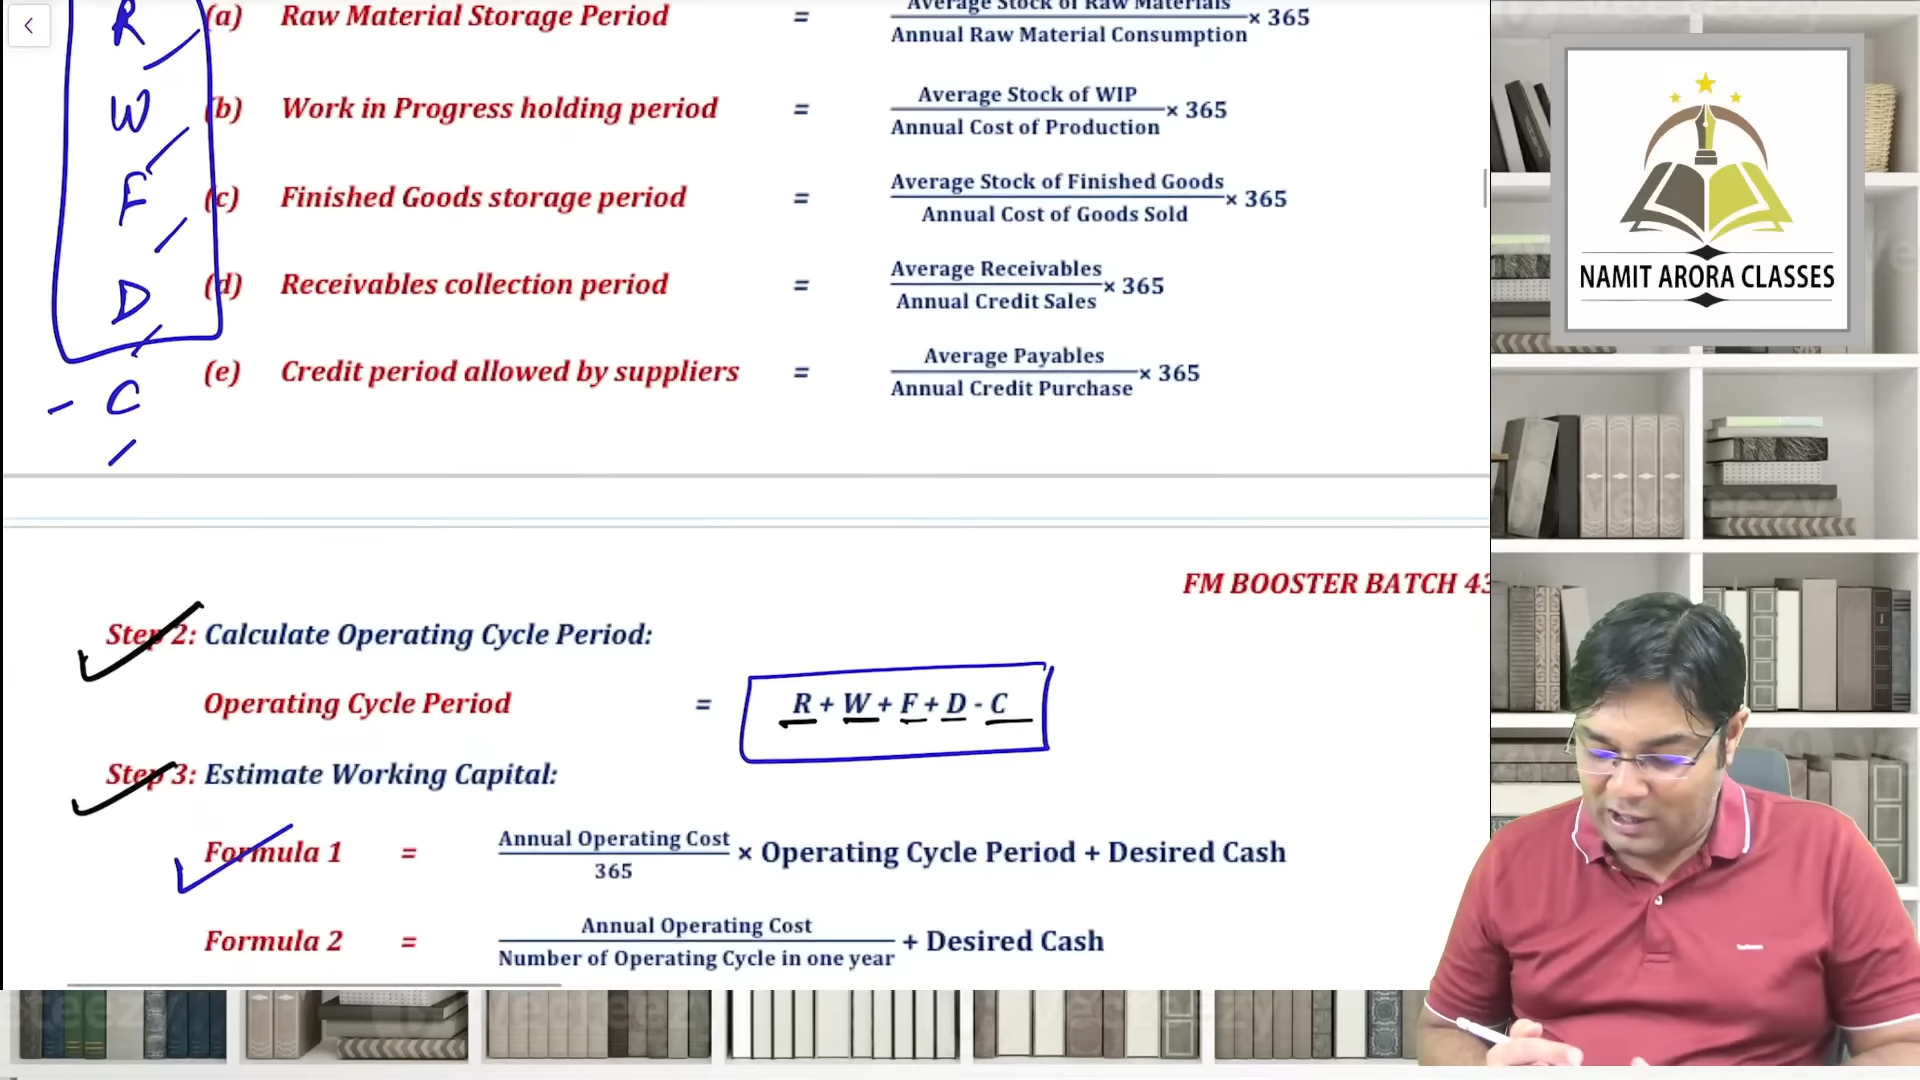 R
(a) Raw Material Storage Period = Average Stock of Raw Materials / Annual Raw Material Consumption × 365
W
(b) Work in Progress holding period = Average Stock of WIP / Annual Cost of Production × 365
F
(c) Finished Goods storage period = Average Stock of Finished Goods / Annual Cost of Goods Sold × 365
D
(d) Receivables collection period = Average Receivables / Annual Credit Sales × 365
- C
(e) Credit period allowed by suppliers = Average Payables / Annual Credit Purchase × 365
FM BOOSTER BATCH 43
Step 2: Calculate Operating Cycle Period:
Operating Cycle Period = R + W + F + D - C
Step 3: Estimate Working Capital:
Formula 1 = Annual Operating Cost / 365 × Operating Cycle Period + Desired Cash
Formula 2 = Annual Operating Cost / Number of Operating Cycle in one year + Desired Cash
NAMIT ARORA CLASSES